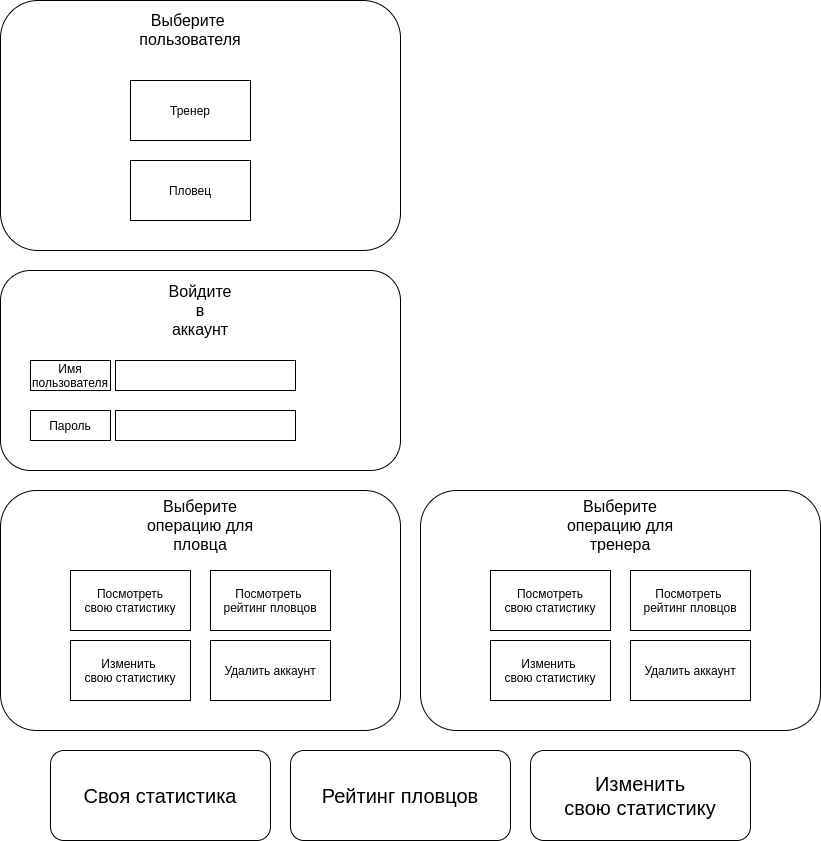 Выберите
пользователя
Тренер
Пловец
Войдите
в
аккаунт
Имя
пользователя
Пароль
Выберите
операцию для
пловца
Посмотреть
свою статистику
Посмотреть
рейтинг пловцов
Изменить
свою статистику
Удалить аккаунт
Выберите
операцию для
тренера
Посмотреть
свою статистику
Посмотреть
рейтинг пловцов
Изменить
свою статистику
Удалить аккаунт
Своя статистика
Рейтинг пловцов
Изменить
свою статистику